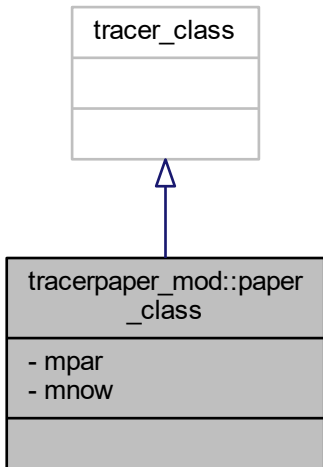 tracer_class
tracerpaper_mod::paper
_class
- mpar
- mnow